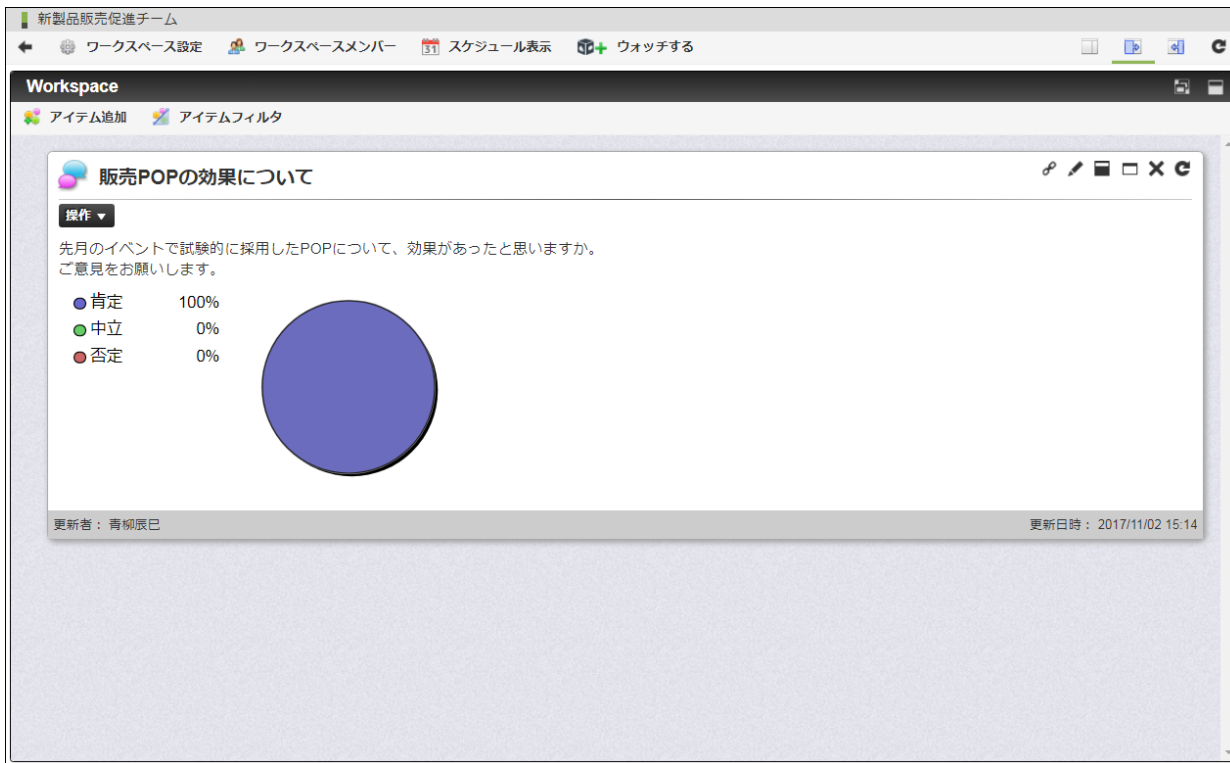 新製品販売促進チーム
ワークスペース設定 ワークスペースメンバー 31 スケジュール表示 ウォッチする
Workspace
アイテム追加 アイテムフィルタ
販売POPの効果について
操作 ▼
先月のイベントで試験的に採用したPOPについて、効果があったと思いますか。
ご意見をお願いします。
肯定 100%
中立 0%
否定 0%
更新者： 青柳辰巳 更新日時： 2017/11/02 15:14